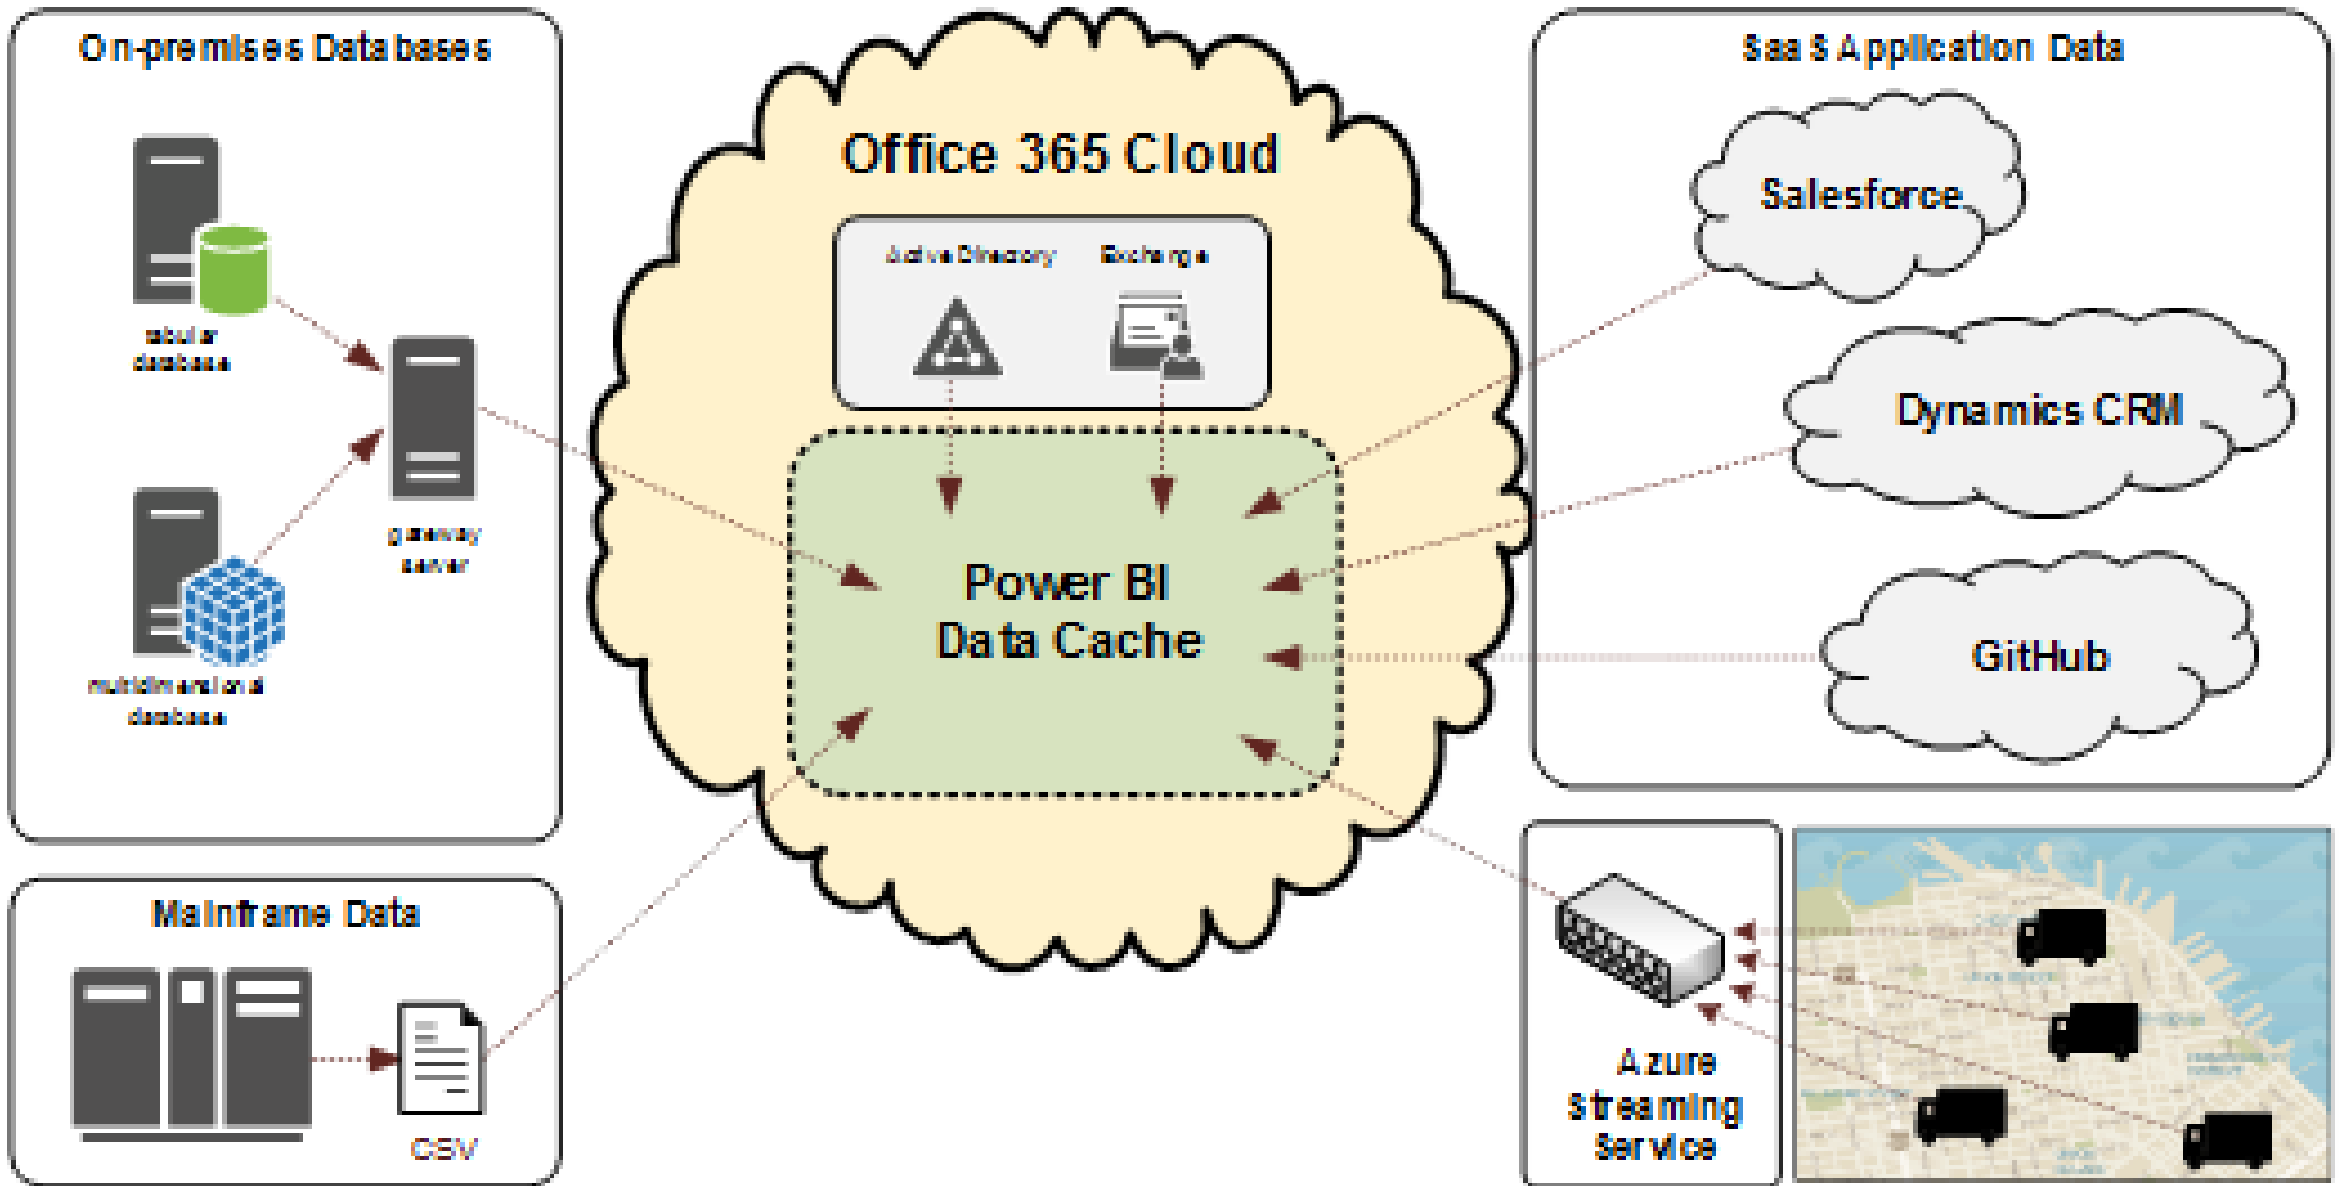 On-premises Databases
tabular
database
gateway
server
multidimensional
database
Mainframe Data
CSV
Office 365 Cloud
Active Directory
Exchange
Power BI
Data Cache
SaaS Application Data
Salesforce
Dynamics CRM
GitHub
Azure
Streaming
Service